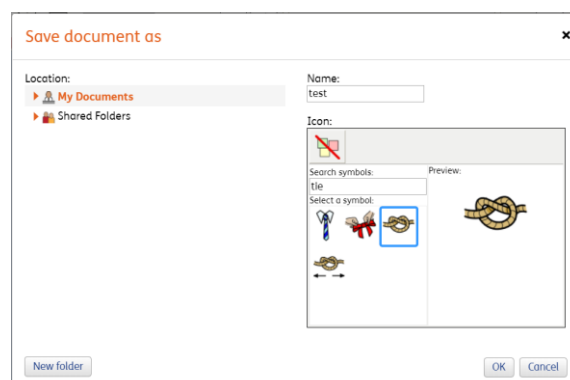 Save document as
Location:
My Documents
Shared Folders
Name:
test
Icon:
Search symbols:
tie
Select a symbol:
Preview:
New folder
OK
Cancel